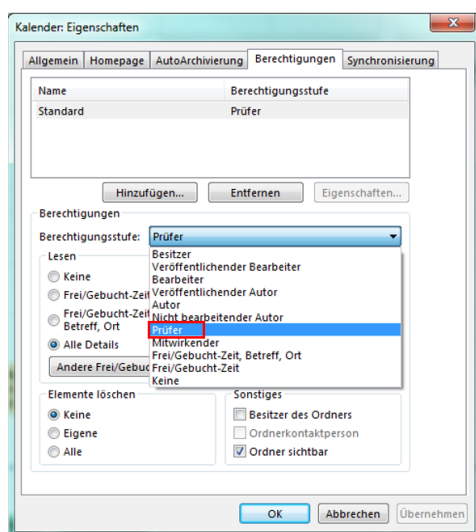 Kalender: Eigenschaften
Allgemein Homepage AutoArchivierung Berechtigungen Synchronisierung
Name Berechtigungsstufe
Standard Prüfer
Hinzufügen... Entfernen Eigenschaften...
Berechtigungen
Berechtigungsstufe: Prüfer
Besitzer
Veröffentlichender Bearbeiter
Bearbeiter
Veröffentlichender Autor
Autor
Nicht bearbeitender Autor
Prüfer
Mitwirkender
Frei/Gebucht-Zeit, Betreff, Ort
Frei/Gebucht-Zeit
Keine
Lesen
Keine
Frei/Gebucht-Zeit
Frei/Gebucht-Zei
Betreff, Ort
Alle Details
Andere Frei/Gebuc
Elemente löschen
Keine
Eigene
Alle
Sonstiges
Besitzer des Ordners
Ordnerkontaktperson
Ordner sichtbar
OK Abbrechen Übernehmen